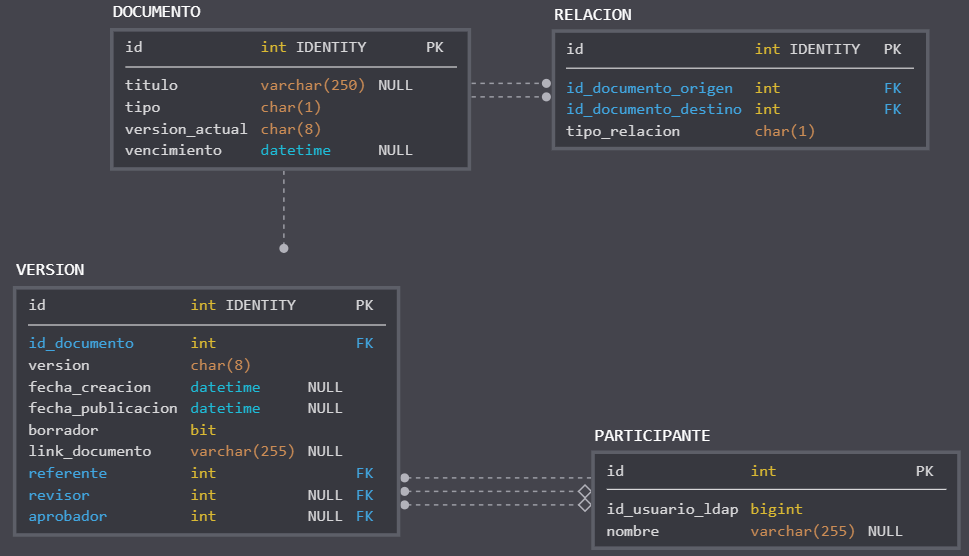 DOCUMENTO
id int IDENTITY PK
titulo varchar(250) NULL
tipo char(1)
version_actual char(8)
vencimiento datetime NULL
RELACION
id int IDENTITY PK
id_documento_origen int FK
id_documento_destino int FK
tipo_relacion char(1)
VERSION
id int IDENTITY PK
id_documento int FK
version char(8)
fecha_creacion datetime NULL
fecha_publicacion datetime NULL
borrador bit
link_documento varchar(255) NULL
referente int FK
revisor int NULL FK
aprobador int NULL FK
PARTICIPANTE
id int PK
id_usuario_ldap bigint
nombre varchar(255) NULL